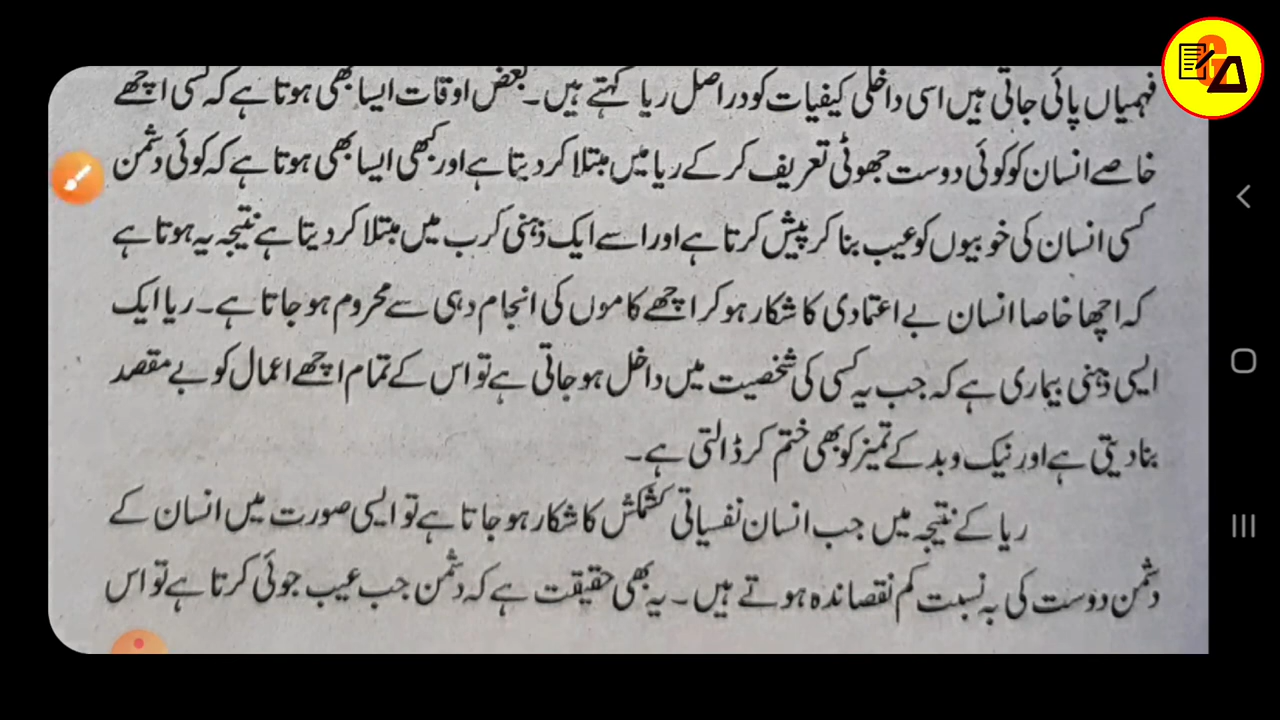 فہمیاں پائی جاتی ہیں اسی داخلی کیفیات کو دراصل ریا کہتے ہیں۔ بعض اوقات ایسا بھی ہوتا ہے کہ کسی اچھے
خاصے انسان کو کوئی دوست جھوٹی تعریف کر کے ریا میں مبتلا کر دیتا ہے اور کبھی ایسا بھی ہوتا ہے کہ کوئی دشمن
کسی انسان کی خوبیوں کو عیب بنا کر پیش کرتا ہے اور اسے ایک ذہنی کرب میں مبتلا کر دیتا ہے نتیجہ یہ ہوتا ہے
کہ اچھا خاصا انسان بے اعتمادی کا شکار ہو کر اچھے کاموں کی انجام دہی سے محروم ہو جاتا ہے۔ ریا ایک
ایسی ذہنی بیماری ہے کہ جب یہ کسی کی شخصیت میں داخل ہو جاتی ہے تو اس کے تمام اچھے اعمال کو بے مقصد
بنا دیتی ہے اور نیک و بد کے تمیز کو بھی ختم کر ڈالتی ہے۔
ریا کے نتیجہ میں جب انسان نفسیاتی کشمکش کا شکار ہو جاتا ہے تو ایسی صورت میں انسان کے
دشمن دوست کی بہ نسبت کم نقصاندہ ہوتے ہیں۔ یہ بھی حقیقت ہے کہ دشمن جب عیب جوئی کرتا ہے تو اس